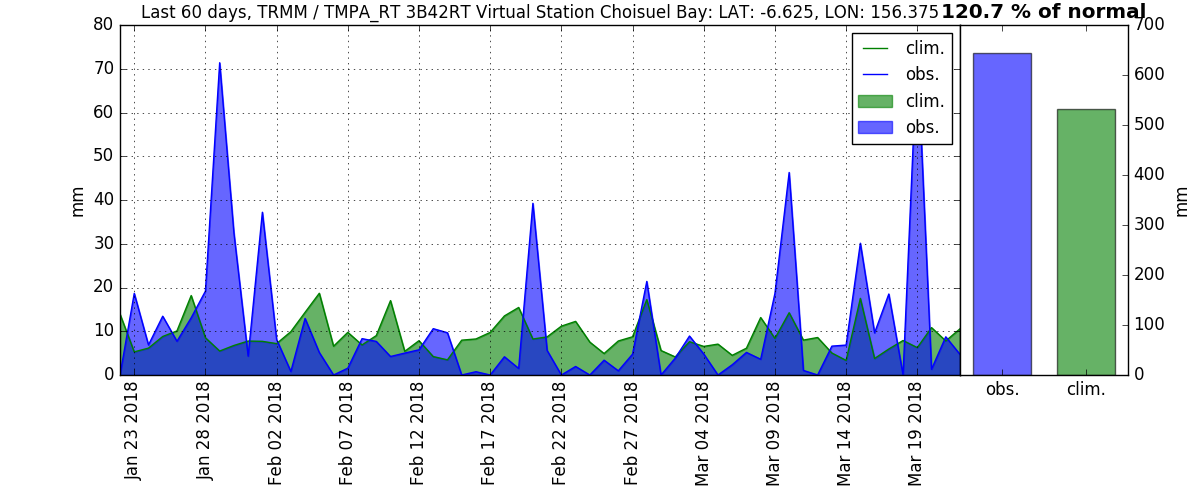 Last 60 days, TRMM / TMPA_RT 3B42RT Virtual Station Choisuel Bay: LAT: -6.625, LON: 156.375
120.7 % of normal
mm
80
70
60
50
40
30
20
10
0
clim.
obs.
clim.
obs.
Jan 23 2018
Jan 28 2018
Feb 02 2018
Feb 07 2018
Feb 12 2018
Feb 17 2018
Feb 22 2018
Feb 27 2018
Mar 04 2018
Mar 09 2018
Mar 14 2018
Mar 19 2018
700
600
500
400
300
200
100
0
mm
obs. clim.